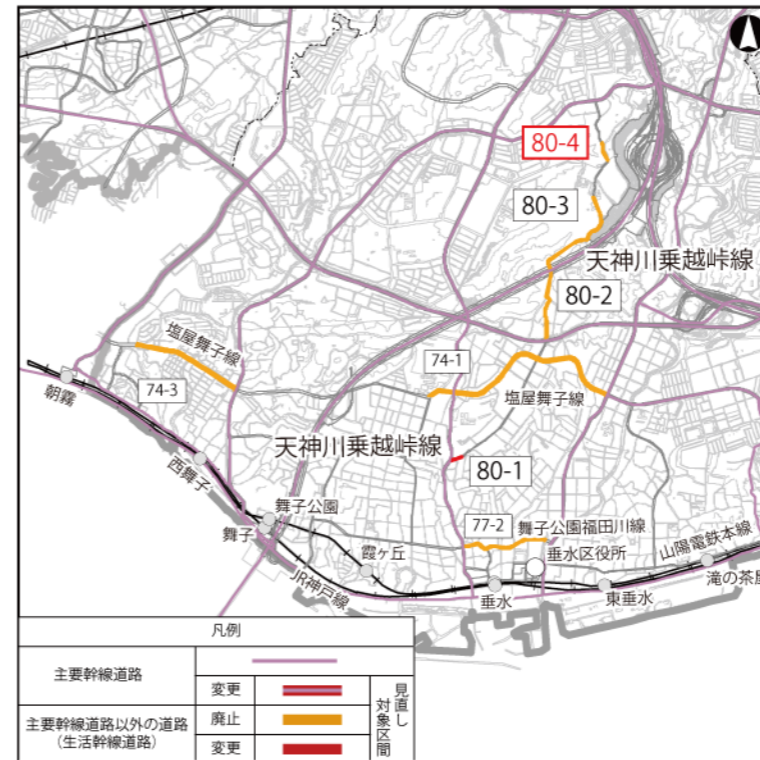 80-4
80-3
天神川乗越峠線
80-2
塩屋舞子線
74-1
74-3
塩屋舞子線
朝霧
天神川乗越峠線
80-1
西舞子
舞子公園
77-2
舞子公園福田川線
舞子
霞ヶ丘
垂水区役所
山陽電鉄本線
JR神戸線
垂水
東垂水
滝の茶屋
凡例
主要幹線道路
変更
見直し
対象区間
主要幹線道路以外の道路
(生活幹線道路)
廃止
変更